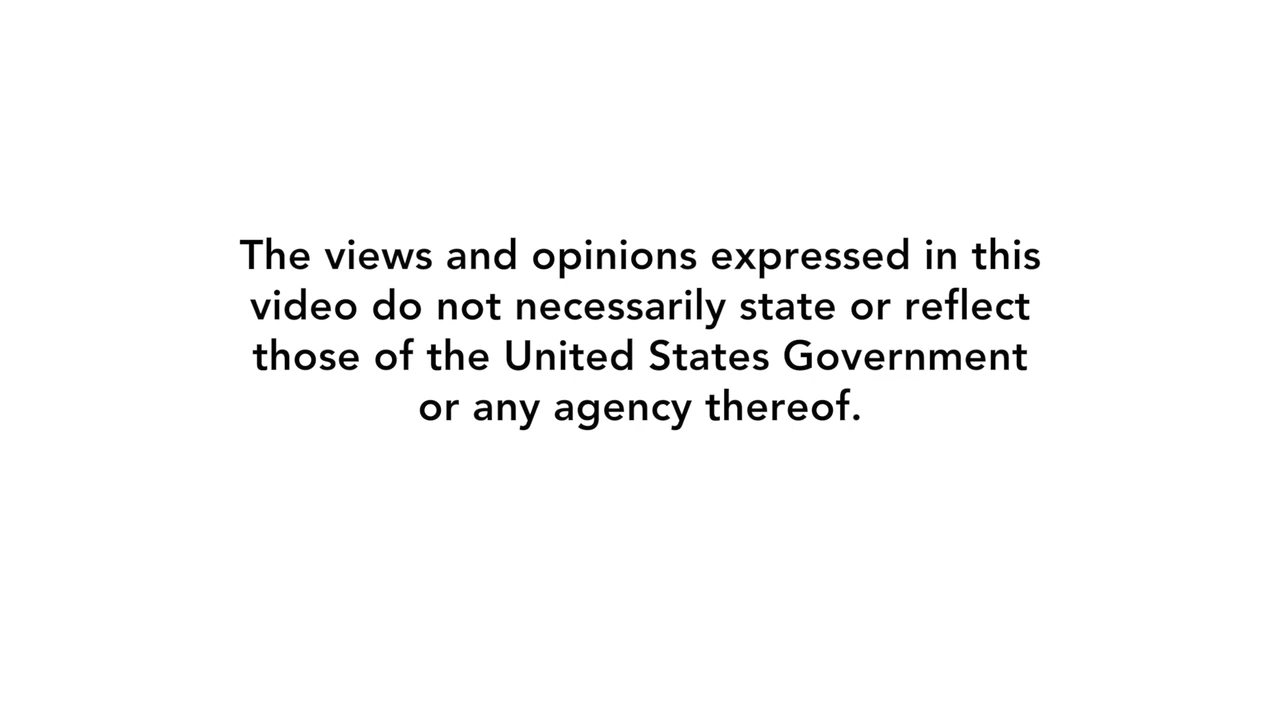 The views and opinions expressed in this
video do not necessarily state or reflect
those of the United States Government
or any agency thereof.